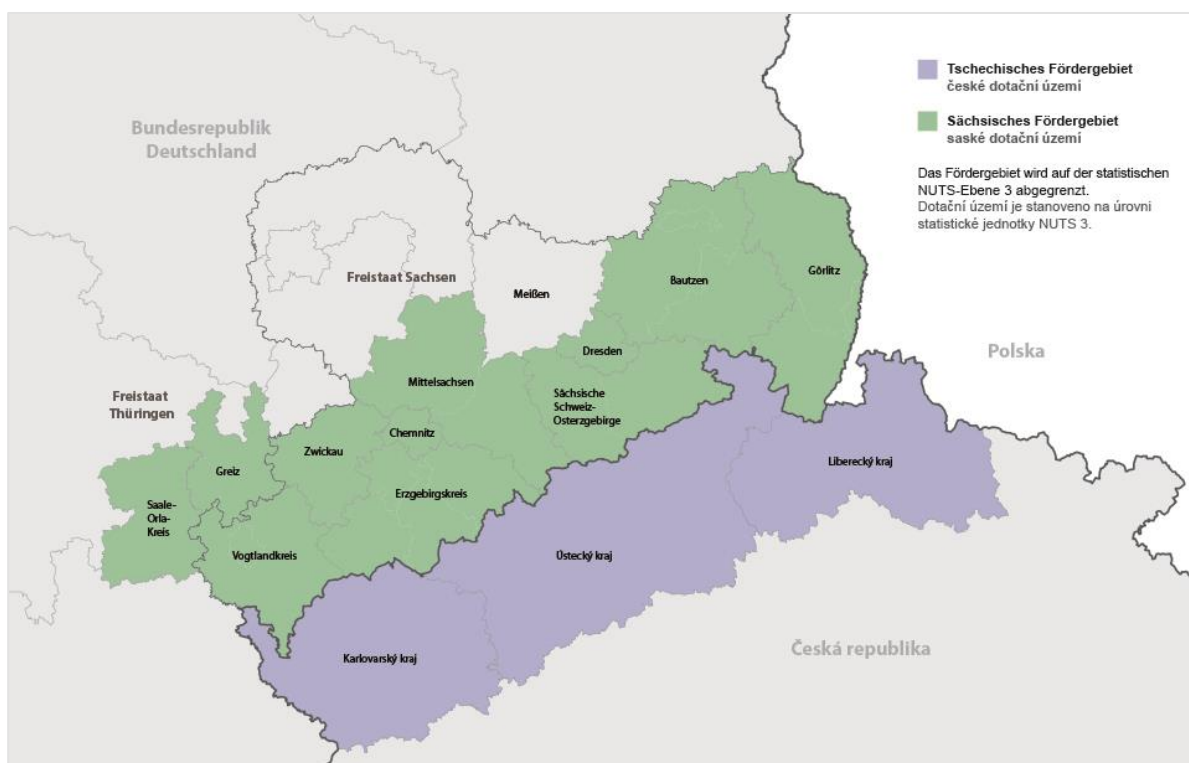 Tschechisches Fördergebiet
české dotační území
Sächsisches Fördergebiet
saské dotační území
Das Fördergebiet wird auf der statistischen
NUTS-Ebene 3 abgegrenzt.
Dotační území je stanoveno na úrovni
statistické jednotky NUTS 3.
Bundesrepublik
Deutschland
Freistaat Sachsen
Meißen
Bautzen
Görlitz
Dresden
Polska
Freistaat
Thüringen
Mittelsachsen
Sächsische
Schweiz-
Osterzgebirge
Chemnitz
Zwickau
Greiz
Liberecký kraj
Erzgebirgskreis
Saale-
Orla-
Kreis
Vogtlandkreis
Ústecký kraj
Karlovarský kraj
Česká republika